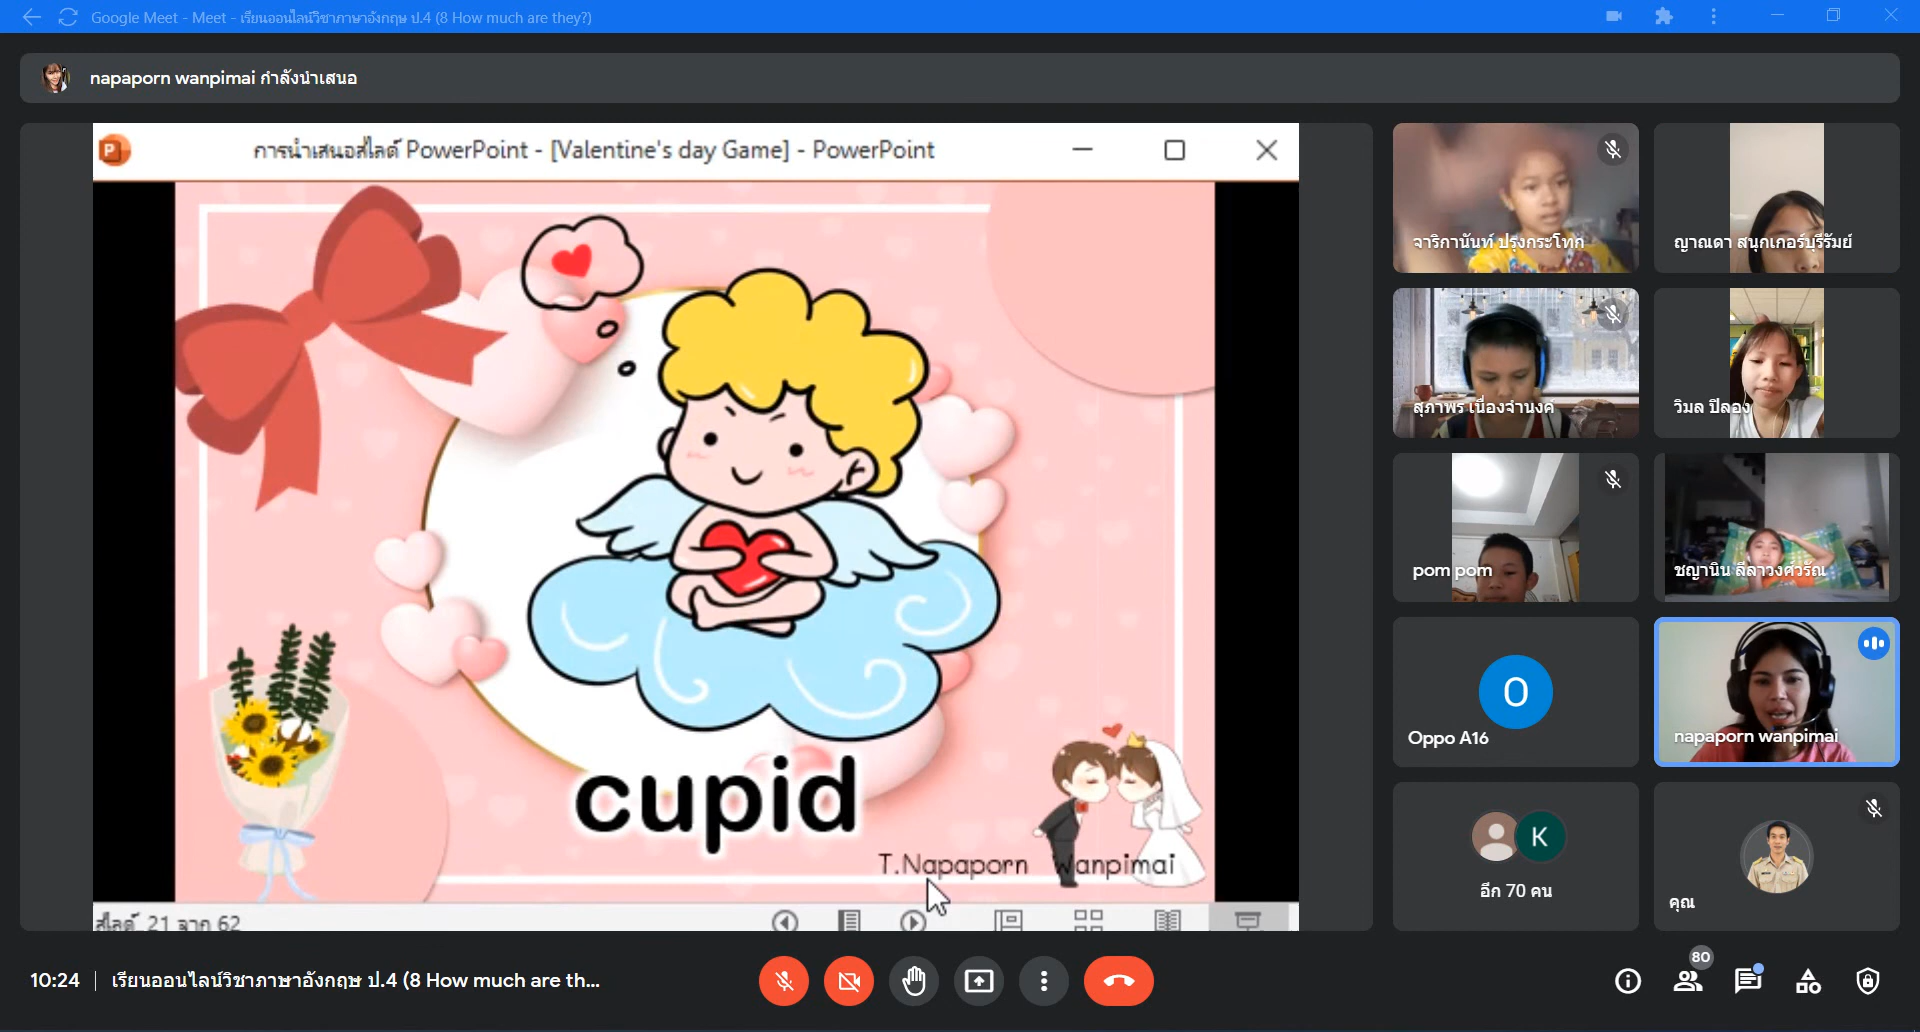 Google Meet - Meet - เรียนออนไลน์วิชาภาษาอังกฤษ ป.4 (8 How much are they?)
napaporn wanpimai กำลังนำเสนอ
การนำเสนอสไลด์ PowerPoint - [Valentine's day Game] - PowerPoint
cupid
T.Napaporn Wanpimai
สไลด์ 21 จาก 62
จาริกานันท์ ปรุงกระโทก
ญาณดา สนุกเกอร์บุรีรัมย์
สุภาพร เนื่องจำนงค์
วิมล ปีลอง
pom pom
ชญานิน ลีลาวงศ์วรัณ
O
Oppo A16
napaporn wanpimai
K
อีก 70 คน
คุณ
10:24
เรียนออนไลน์วิชาภาษาอังกฤษ ป.4 (8 How much are th...
80